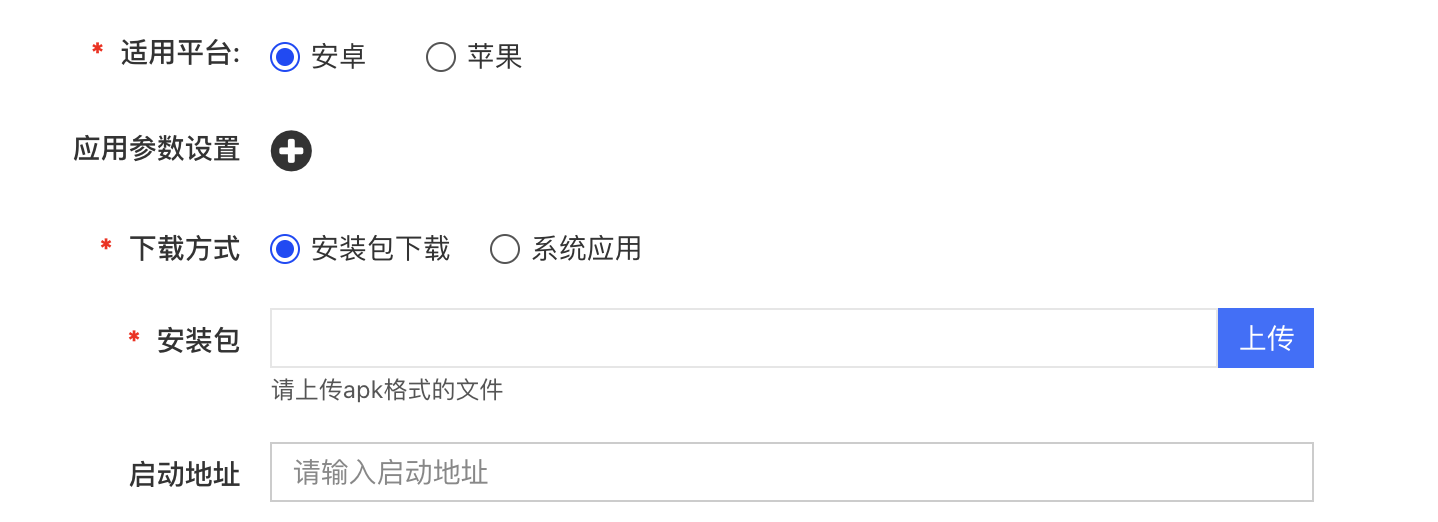 * 适用平台: 安卓 苹果
应用参数设置
* 下载方式 安装包下载 系统应用
* 安装包 上传
请上传apk格式的文件
启动地址 请输入启动地址